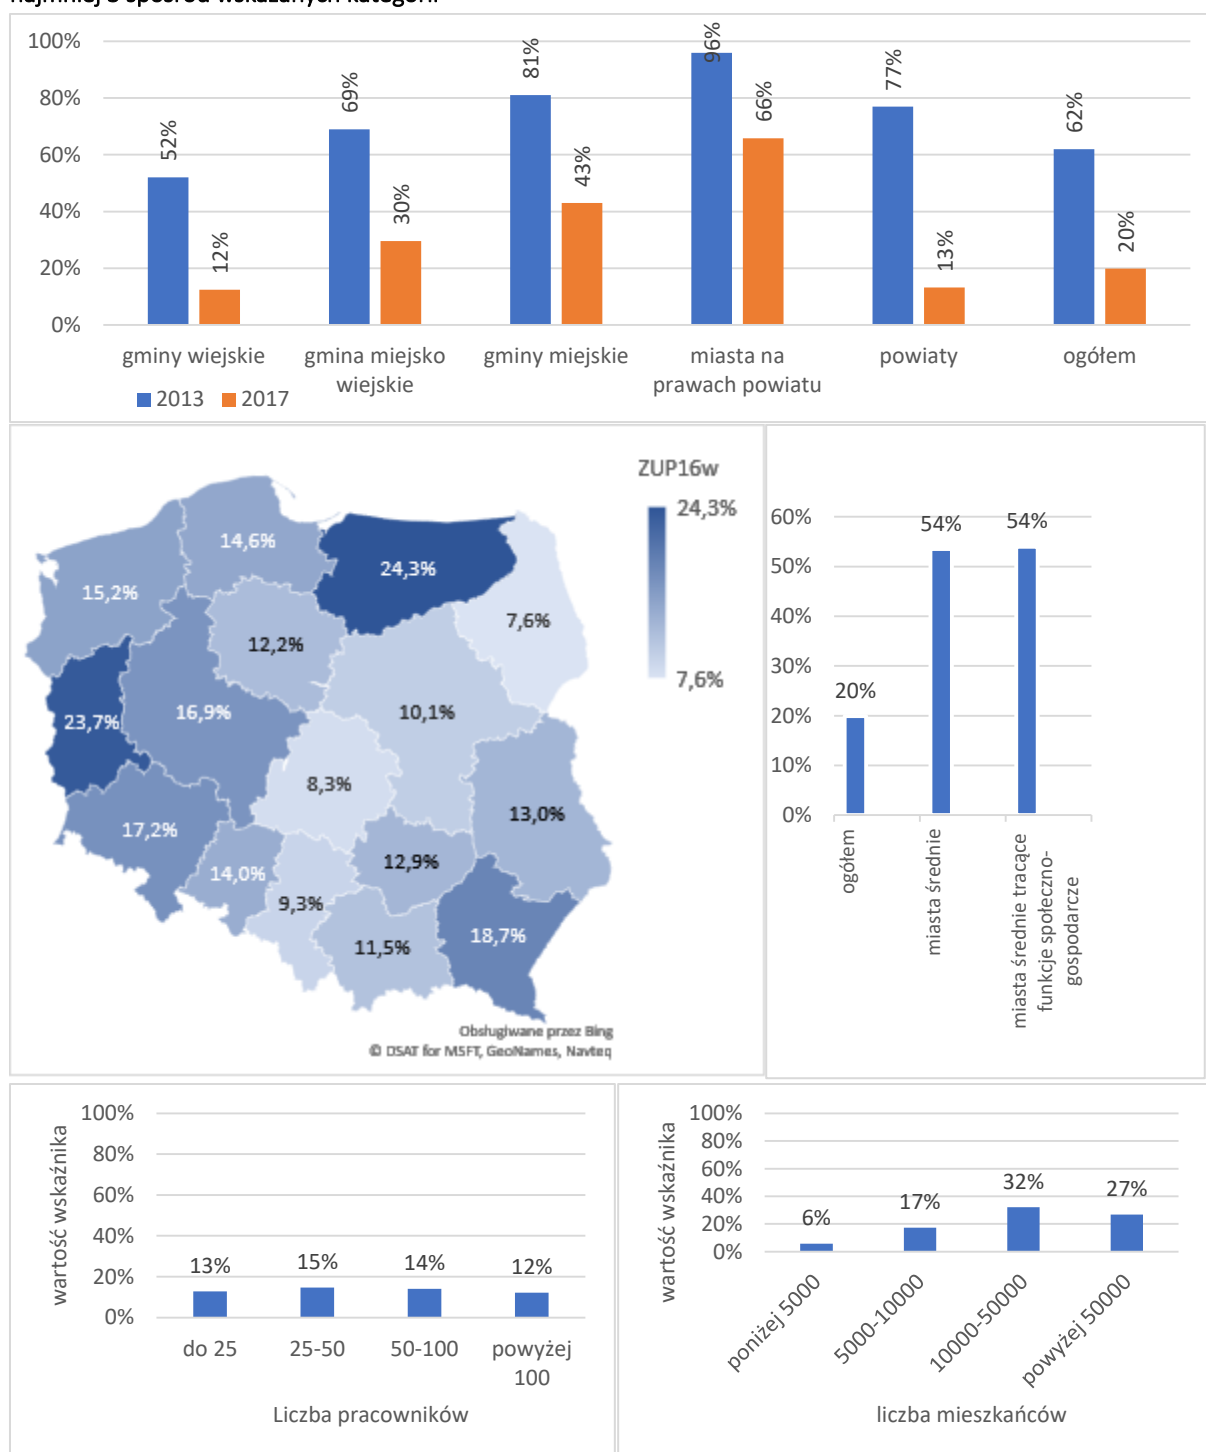 najmniej 3 spośród wskazanych kategorii
100%
80%
60%
40%
20%
0%
52%
12%
69%
30%
81%
43%
96%
66%
77%
13%
62%
20%
gminy wiejskie
gmina miejsko
wiejskie
gminy miejskie
miasta na
prawach powiatu
powiaty
ogółem
2013
2017
ZUP16w
24,3%
7,6%
14,6%
24,3%
15,2%
7,6%
12,2%
16,9%
10,1%
23,7%
8,3%
13,0%
17,2%
12,9%
14,0%
9,3%
18,7%
11,5%
Obsługiwane przez Bing
© DSAT for MSFT, GeoNames, Navteq
60%
50%
40%
30%
20%
10%
0%
20%
54%
54%
ogółem
miasta średnie
miasta średnie tracące
funkcje społeczno-
gospodarcze
wartość wskaźnika
100%
80%
60%
40%
20%
0%
13%
15%
14%
12%
do 25
25-50
50-100
powyżej
100
Liczba pracowników
wartość wskaźnika
100%
80%
60%
40%
20%
0%
6%
17%
32%
27%
poniżej 5000
5000-10000
10000-50000
powyżej 50000
liczba mieszkańców